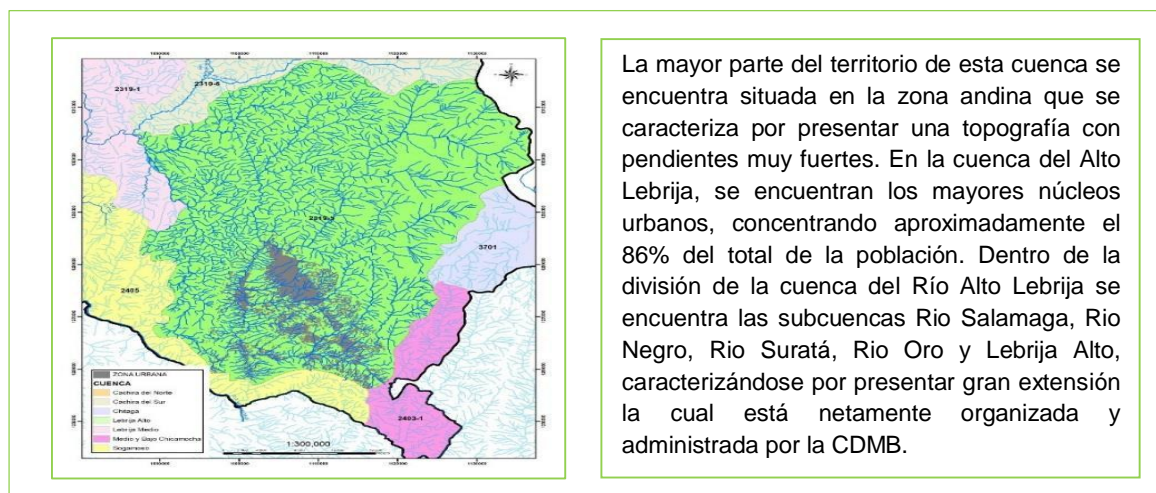 2319-1
2319-4
3701
2405
2403-1
ZONA URBANA
CUENCA
Cachira del Norte
Cachira del Sur
Chitaga
Lebrija Alto
Lebrija Medio
Medio y Bajo Chicamocha
Sogamoso
1:300,000
La mayor parte del territorio de esta cuenca se
encuentra situada en la zona andina que se
caracteriza por presentar una topografía con
pendientes muy fuertes. En la cuenca del Alto
Lebrija, se encuentran los mayores núcleos
urbanos, concentrando aproximadamente el
86% del total de la población. Dentro de la
división de la cuenca del Río Alto Lebrija se
encuentra las subcuencas Rio Salamaga, Rio
Negro, Rio Suratá, Rio Oro y Lebrija Alto,
caracterizándose por presentar gran extensión
la cual está netamente organizada y
administrada por la CDMB.